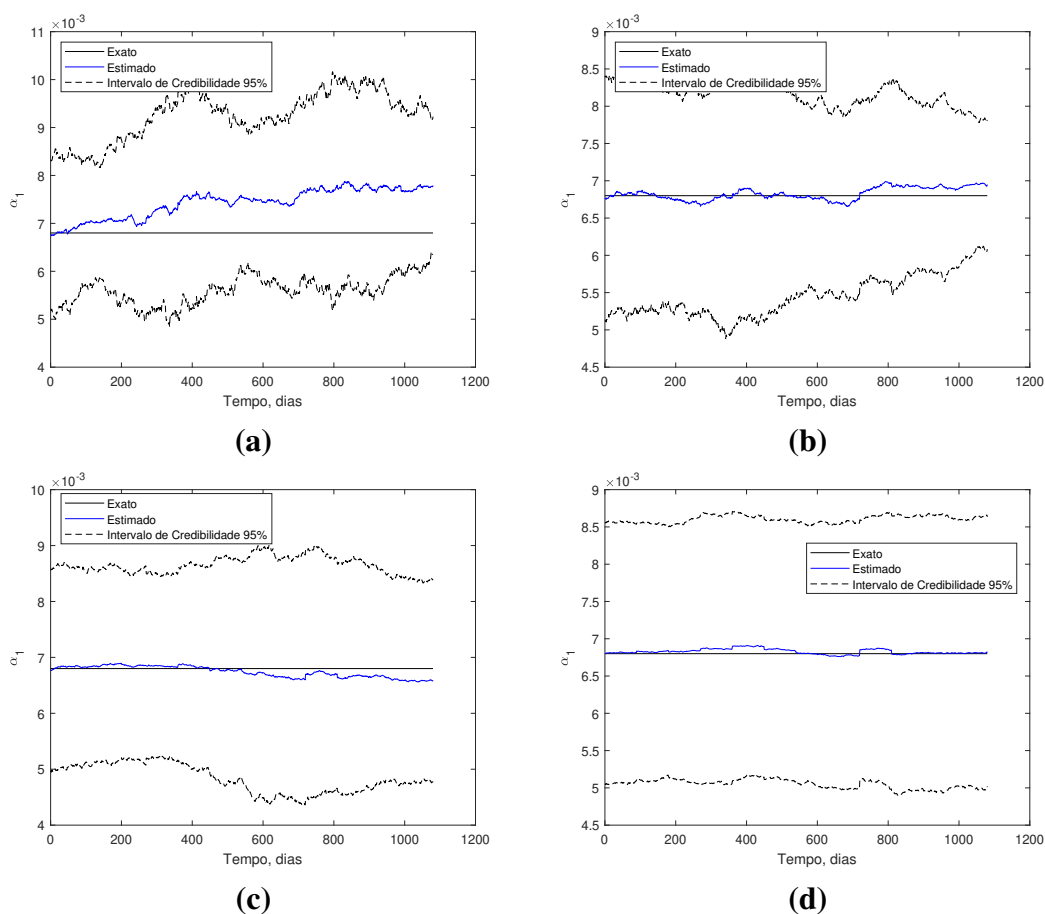 ×10⁻³
11
10
9
8
7
6
5
4
α₁
Exato
Estimado
Intervalo de Credibilidade 95%
0 200 400 600 800 1000 1200
Tempo, dias
(a)
×10⁻³
9
8.5
8
7.5
7
6.5
6
5.5
5
4.5
α₁
Exato
Estimado
Intervalo de Credibilidade 95%
0 200 400 600 800 1000 1200
Tempo, dias
(b)
×10⁻³
10
9
8
7
6
5
4
α₁
Exato
Estimado
Intervalo de Credibilidade 95%
0 200 400 600 800 1000 1200
Tempo, dias
(c)
×10⁻³
9
8.5
8
7.5
7
6.5
6
5.5
5
4.5
α₁
Exato
Estimado
Intervalo de Credibilidade 95%
0 200 400 600 800 1000 1200
Tempo, dias
(d)